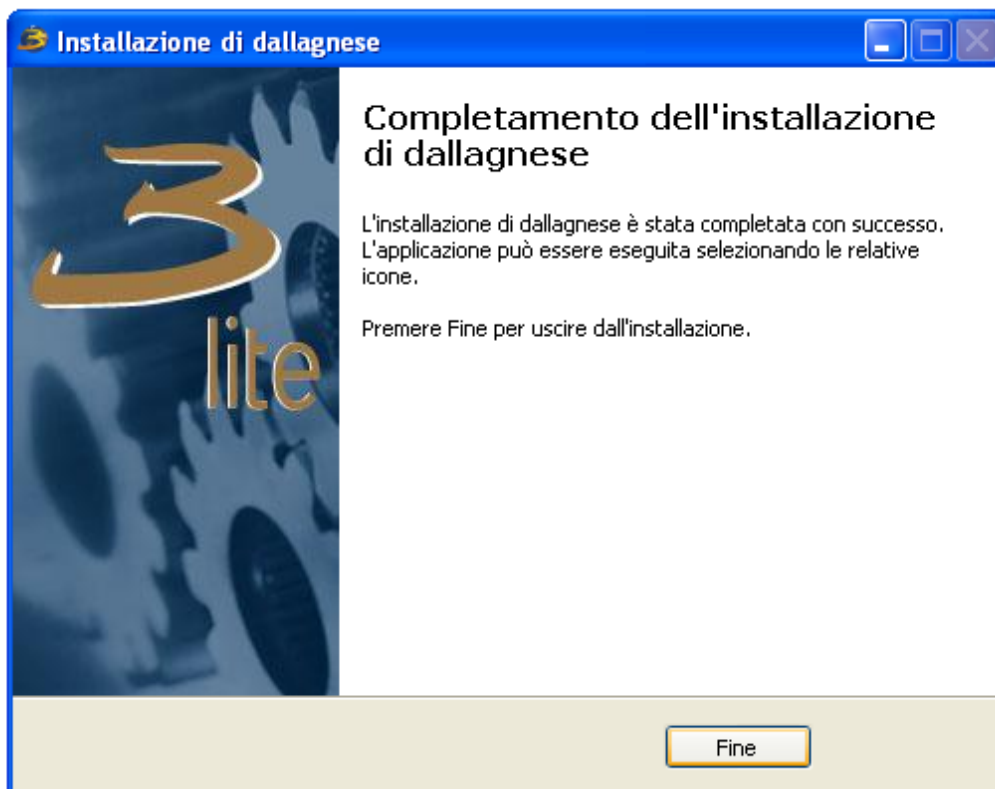 Installazione di dallagnese
3
lite
Completamento dell'installazione
di dallagnese
L'installazione di dallagnese è stata completata con successo.
L'applicazione può essere eseguita selezionando le relative
icone.
Premere Fine per uscire dall'installazione.
Fine